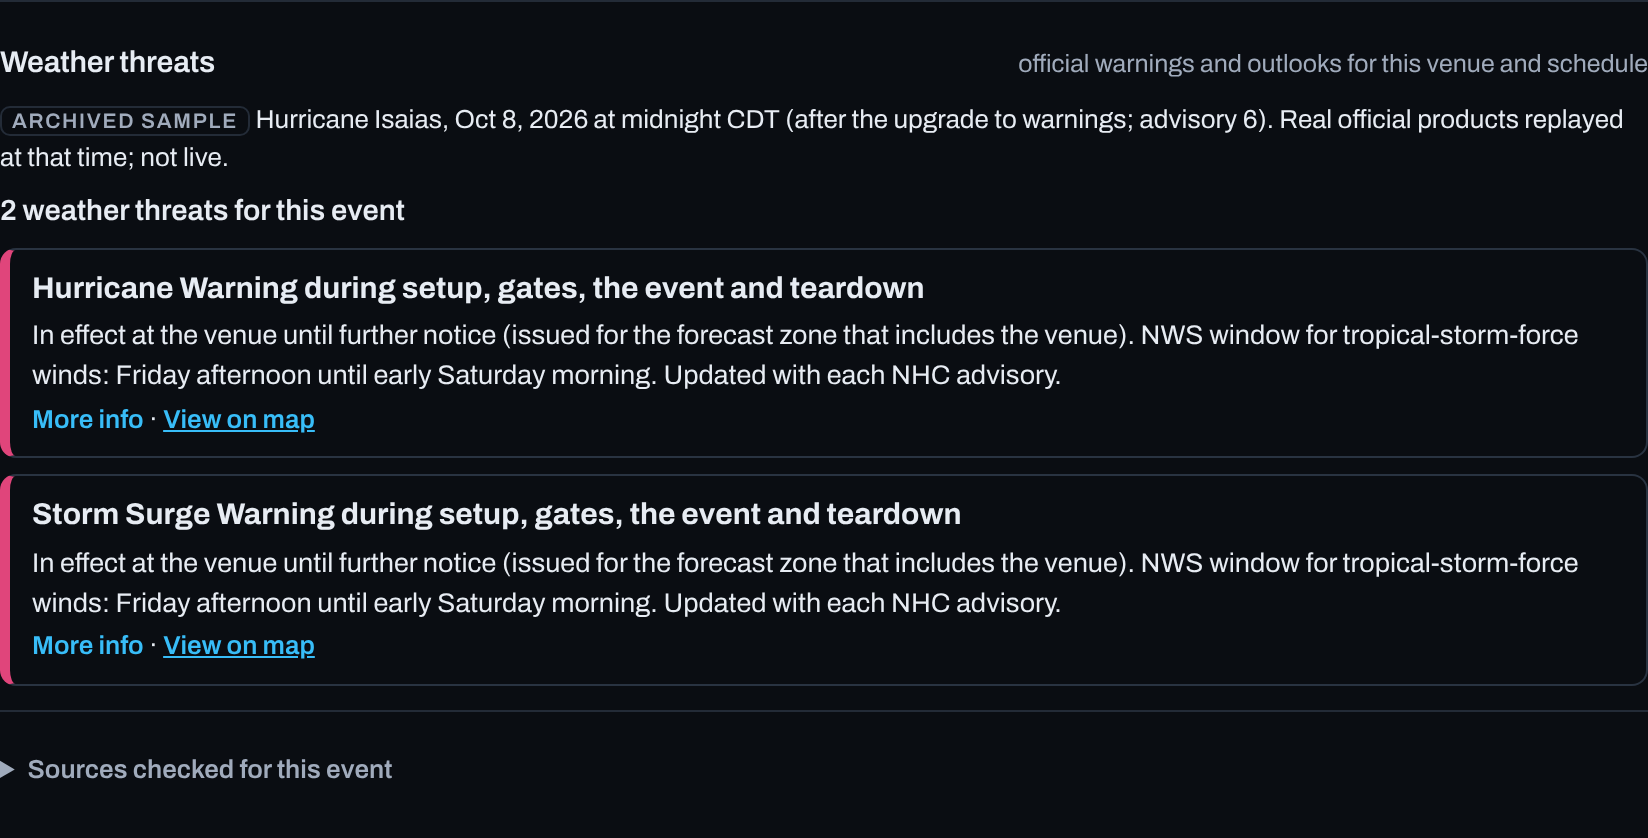 Weather threats
official warnings and outlooks for this venue and schedule
ARCHIVED SAMPLE Hurricane Isaias, Oct 8, 2026 at midnight CDT (after the upgrade to warnings; advisory 6). Real official products replayed
at that time; not live.
2 weather threats for this event
Hurricane Warning during setup, gates, the event and teardown
In effect at the venue until further notice (issued for the forecast zone that includes the venue). NWS window for tropical-storm-force
winds: Friday afternoon until early Saturday morning. Updated with each NHC advisory.
More info · View on map
Storm Surge Warning during setup, gates, the event and teardown
In effect at the venue until further notice (issued for the forecast zone that includes the venue). NWS window for tropical-storm-force
winds: Friday afternoon until early Saturday morning. Updated with each NHC advisory.
More info · View on map
Sources checked for this event